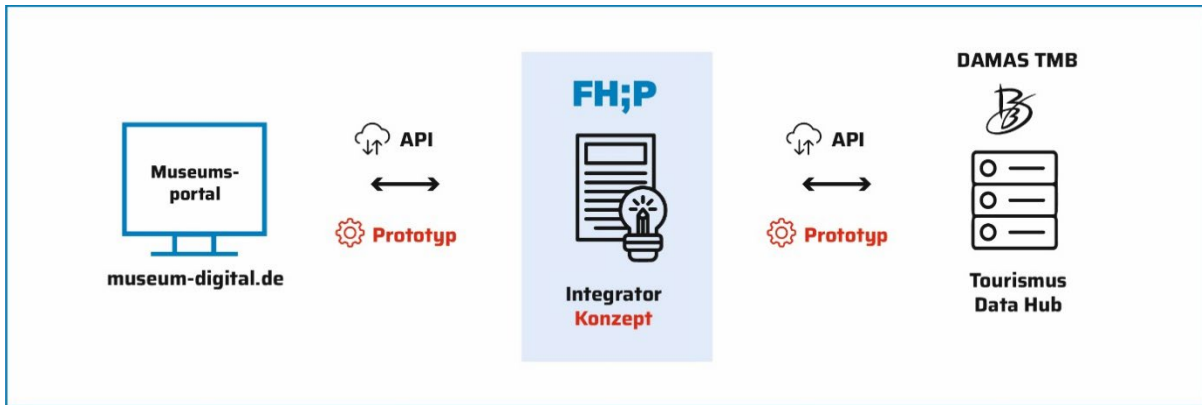 Museums-
portal
museum-digital.de
API
Prototyp
FH;P
Integrator
Konzept
API
Prototyp
DAMAS TMB
Tourismus
Data Hub